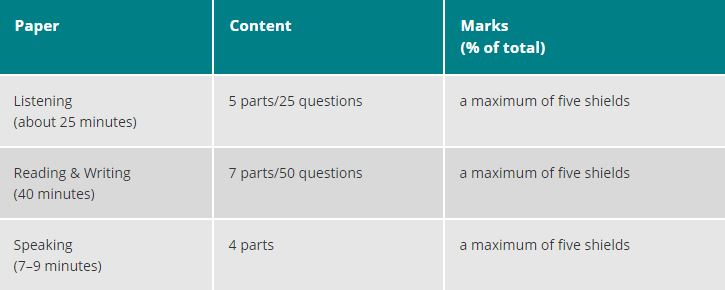 Paper
Content
Marks
(% of total)
Listening
(about 25 minutes)
5 parts/25 questions
a maximum of five shields
Reading & Writing
(40 minutes)
7 parts/50 questions
a maximum of five shields
Speaking
(7–9 minutes)
4 parts
a maximum of five shields